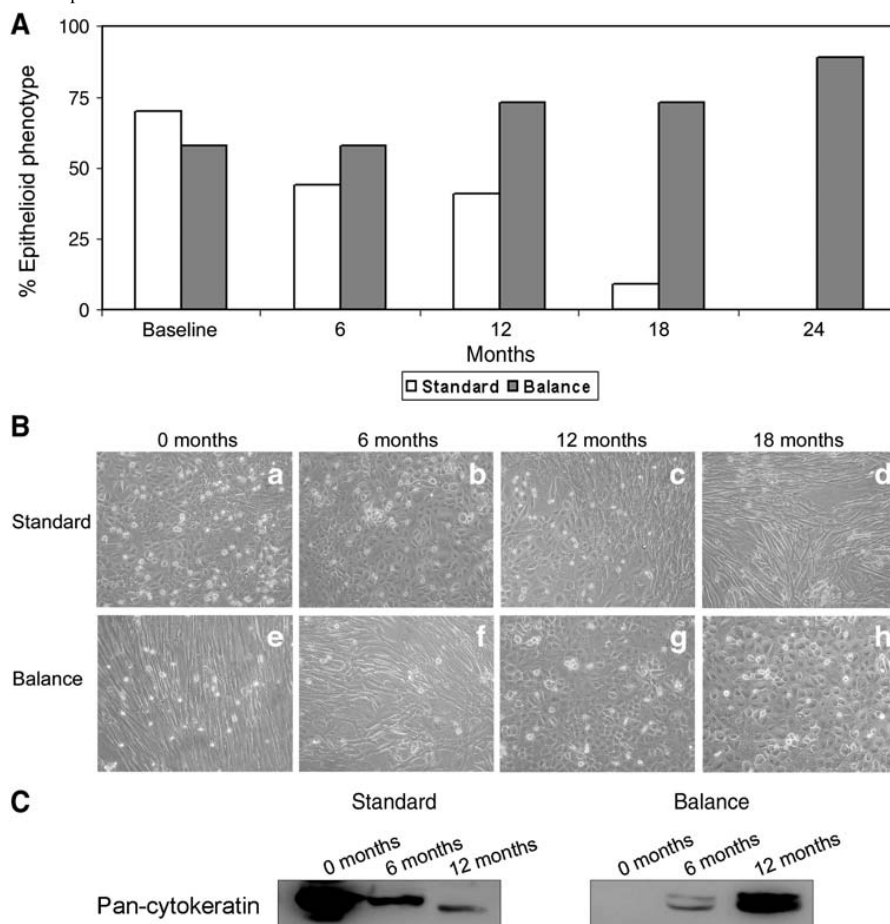 A
% Epithelioid phenotype
100
75
50
25
0
Baseline 6 12 18 24
Months
Standard Balance
B
0 months 6 months 12 months 18 months
Standard
a b c d
Balance
e f g h
C
Standard Balance
0 months 6 months 12 months 0 months 6 months 12 months
Pan-cytokeratin